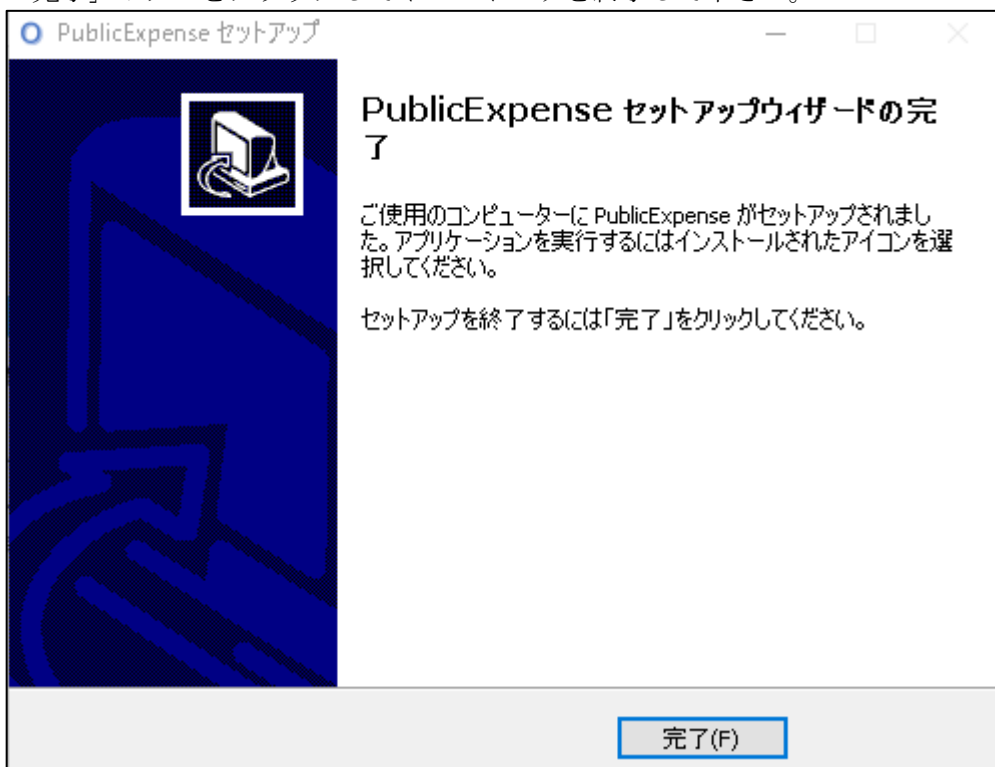 PublicExpense セットアップ
PublicExpense セットアップウィザードの完
了
ご使用のコンピューターに PublicExpense がセットアップされまし
た。アプリケーションを実行するにはインストールされたアイコンを選
択してください。
セットアップを終了するには「完了」をクリックしてください。
完了(F)